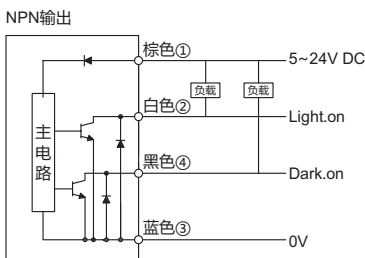 NPN输出
棕色①
5~24V DC
负载
负载
白色②
Light.on
主电路
黑色④
Dark.on
蓝色③
0V